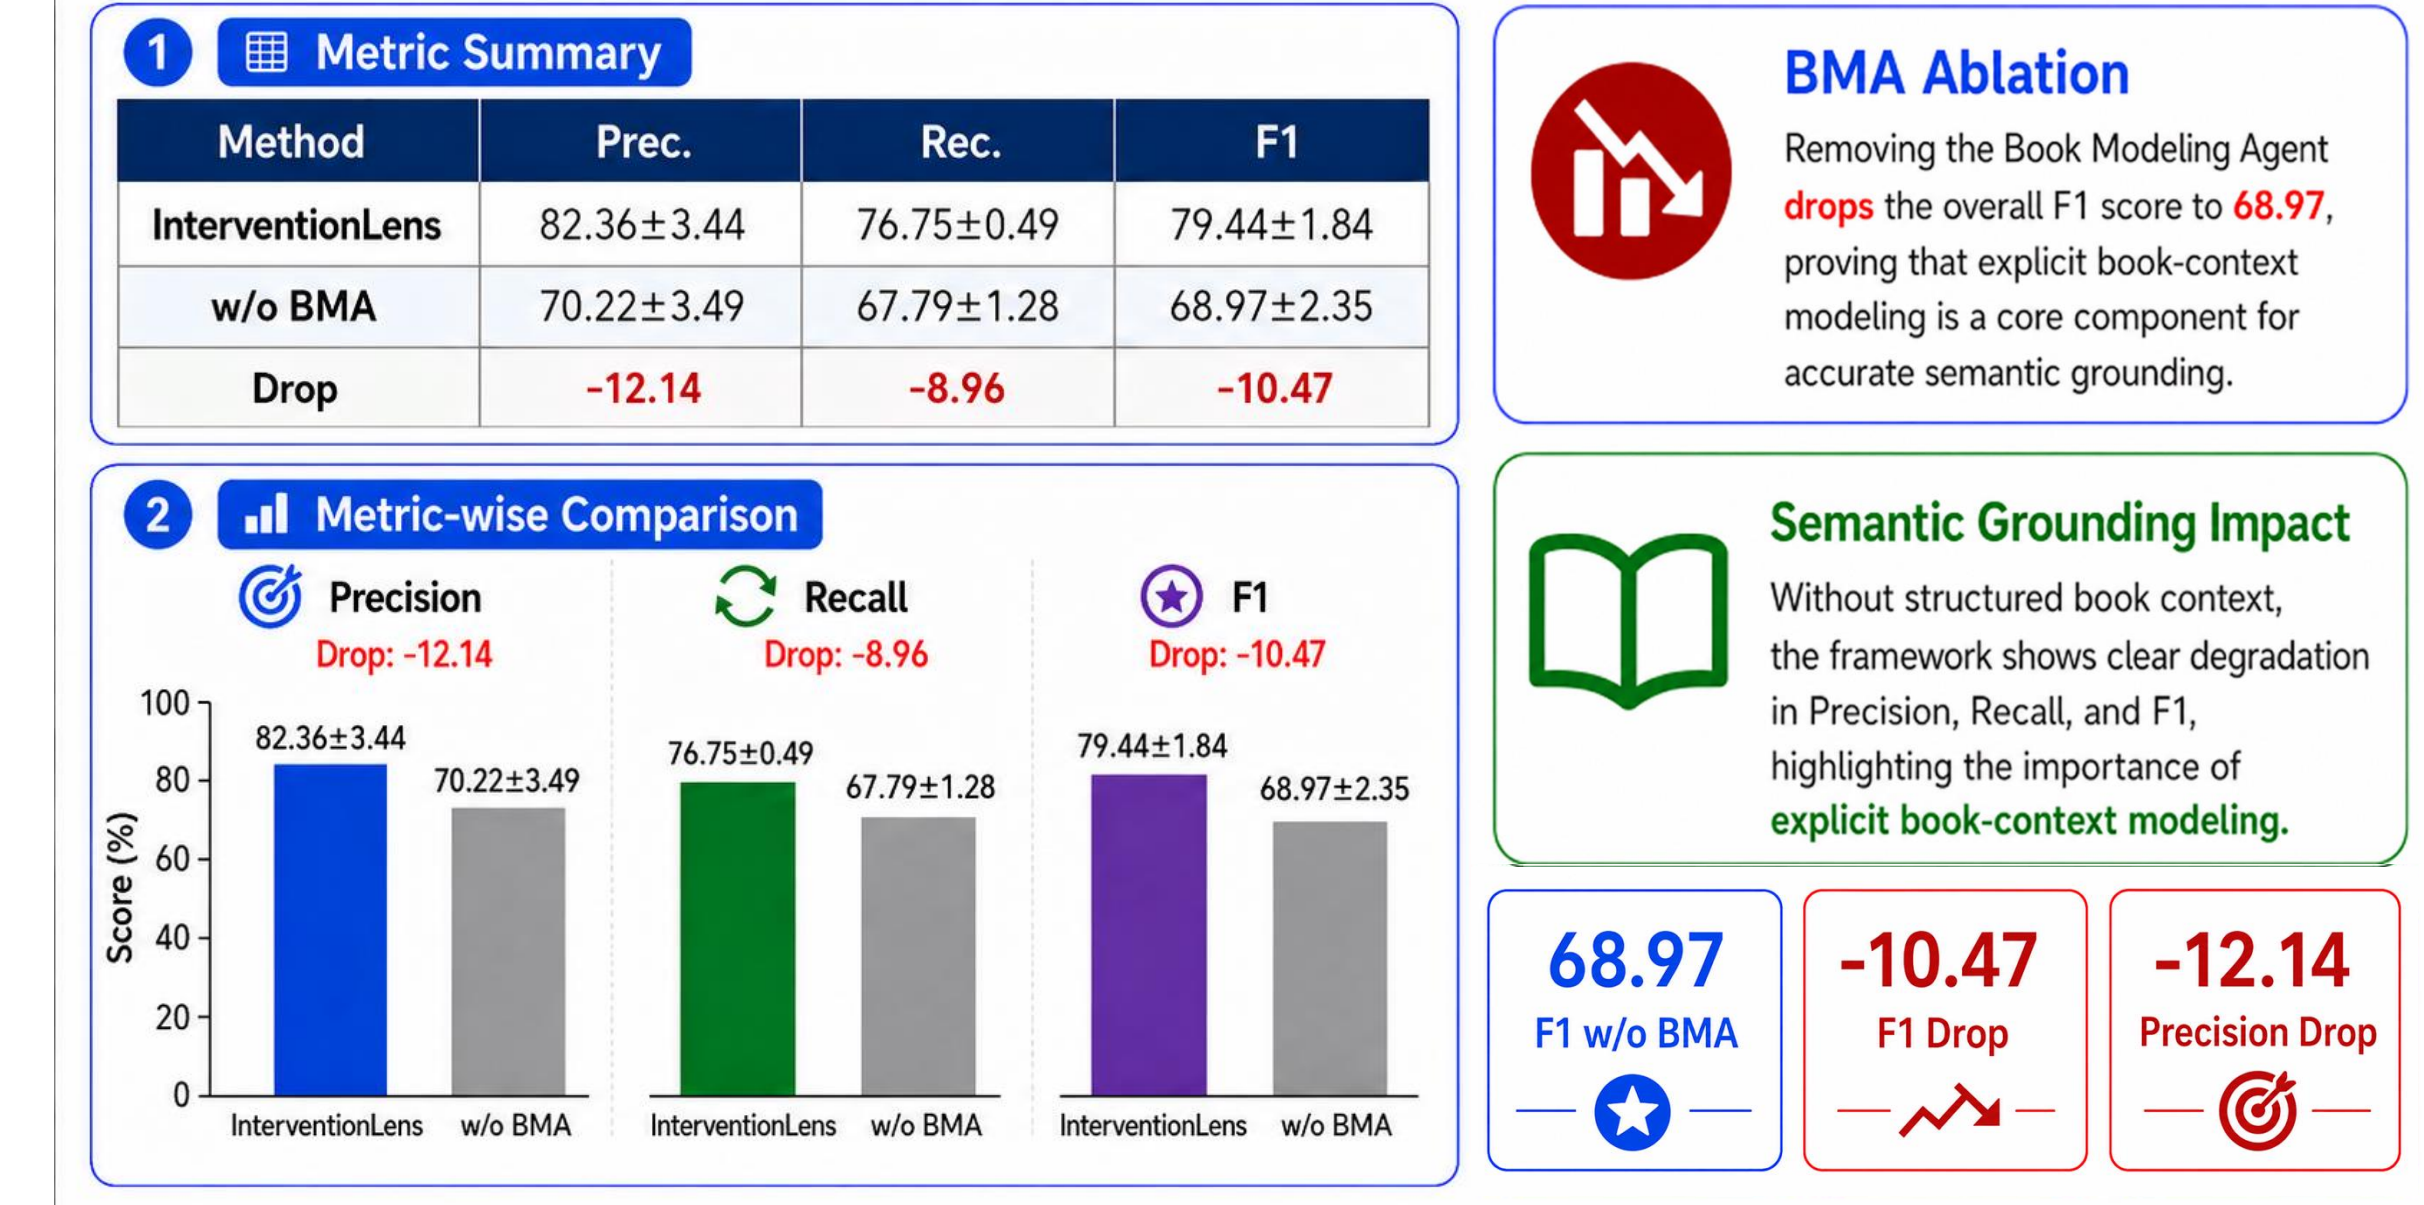 1 Metric Summary
Method Prec. Rec. F1
InterventionLens 82.36±3.44 76.75±0.49 79.44±1.84
w/o BMA 70.22±3.49 67.79±1.28 68.97±2.35
Drop -12.14 -8.96 -10.47
2 Metric-wise Comparison
Precision
Drop: -12.14
Recall
Drop: -8.96
F1
Drop: -10.47
Score (%)
100
80
60
40
20
0
82.36±3.44
70.22±3.49
76.75±0.49
67.79±1.28
79.44±1.84
68.97±2.35
InterventionLens w/o BMA InterventionLens w/o BMA InterventionLens w/o BMA
BMA Ablation
Removing the Book Modeling Agent
drops the overall F1 score to 68.97,
proving that explicit book-context
modeling is a core component for
accurate semantic grounding.
Semantic Grounding Impact
Without structured book context,
the framework shows clear degradation
in Precision, Recall, and F1,
highlighting the importance of
explicit book-context modeling.
68.97
F1 w/o BMA
-10.47
F1 Drop
-12.14
Precision Drop